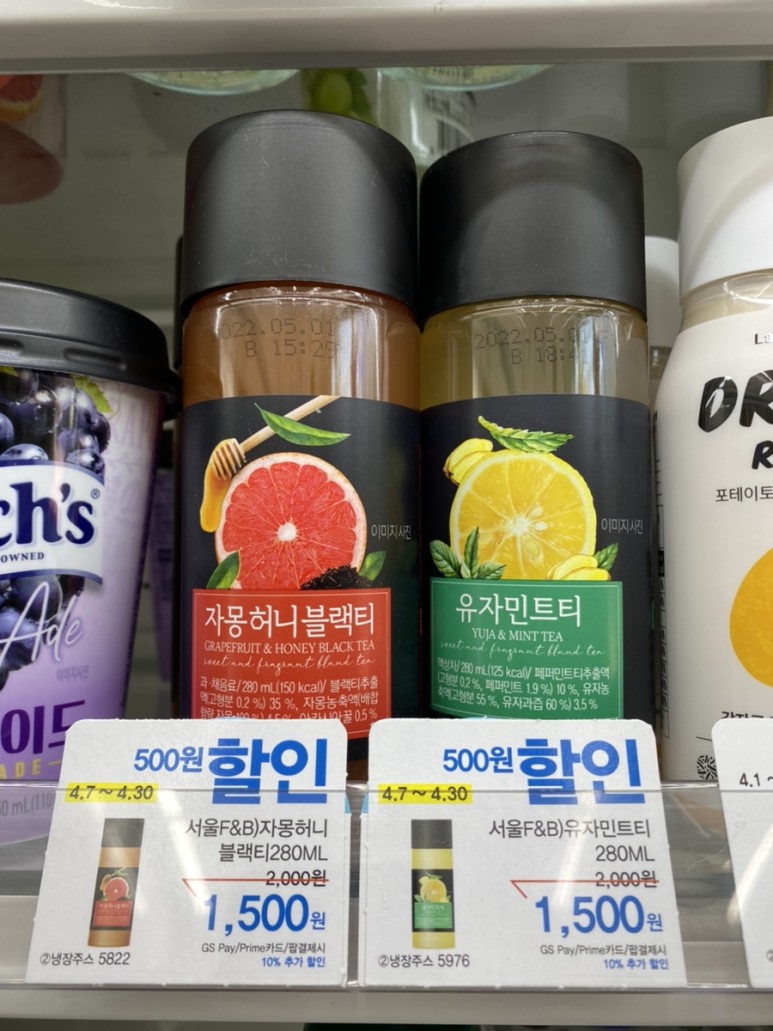 2022.05.01
B 15:29
2022.05.01
B 18:41
ch's®
OWNED
Ade
이미지사진
이드
ADE
이미지사진
자몽허니블랙티
GRAPEFRUIT & HONEY BLACK TEA
sweet and fragrant bland tea
과·채음료/280 mL(150 kcal)/ 블랙티추출
액(고형분 0.2 %) 35 %, 자몽농축액(배합
이미지사진
유자민트티
YUJA & MINT TEA
sweet and fragrant bland tea
액상차/280 mL(125 kcal)/ 페퍼민트추출액
(고형분 0.2 %, 페퍼민트 1.9 %) 10 %, 유자농
축액(고형분 55 %, 유자과즙 60 %) 3.5 %
La
DR
R
포테이토
500원 할인
4.7~4.30
서울F&B)자몽허니
블랙티280ML
2,000원
1,500원
GS Pay/Prime카드/팝결제시
10% 추가 할인
②냉장주스 5822
500원 할인
4.7~4.30
서울F&B)유자민트티
280ML
2,000원
1,500원
GS Pay/Prime카드/팝결제시
10% 추가 할인
②냉장주스 5976
4.1~